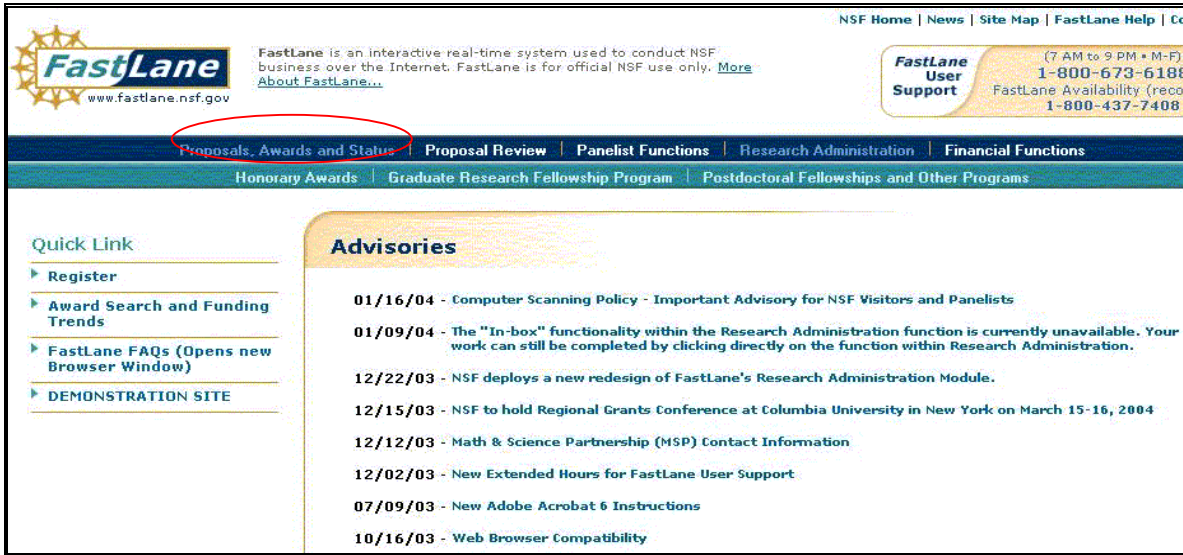 NSF Home | News | Site Map | FastLane Help |
FastLane
www.fastlane.nsf.gov
FastLane is an interactive real-time system used to conduct NSF
business over the Internet. FastLane is for official NSF use only. More
About FastLane...
FastLane
User
Support
(7 AM to 9 PM • M-F)
1-800-673-6188
FastLane Availability
1-800-437-7408
Proposals, Awards and Status | Proposal Review | Panelist Functions | Research Administration | Financial Functions
Honorary Awards | Graduate Research Fellowship Program | Postdoctoral Fellowships and Other Programs
Quick Link
Register
Award Search and Funding
Trends
FastLane FAQs (Opens new
Browser Window)
DEMONSTRATION SITE
Advisories
01/16/04 - Computer Scanning Policy - Important Advisory for NSF Visitors and Panelists
01/09/04 - The "In-box" functionality within the Research Administration function is currently unavailable. Your
work can still be completed by clicking directly on the function within Research Administration.
12/22/03 - NSF deploys a new redesign of FastLane's Research Administration Module.
12/15/03 - NSF to hold Regional Grants Conference at Columbia University in New York on March 15-16, 2004
12/12/03 - Math & Science Partnership (MSP) Contact Information
12/02/03 - New Extended Hours for FastLane User Support
07/09/03 - New Adobe Acrobat 6 Instructions
10/16/03 - Web Browser Compatibility